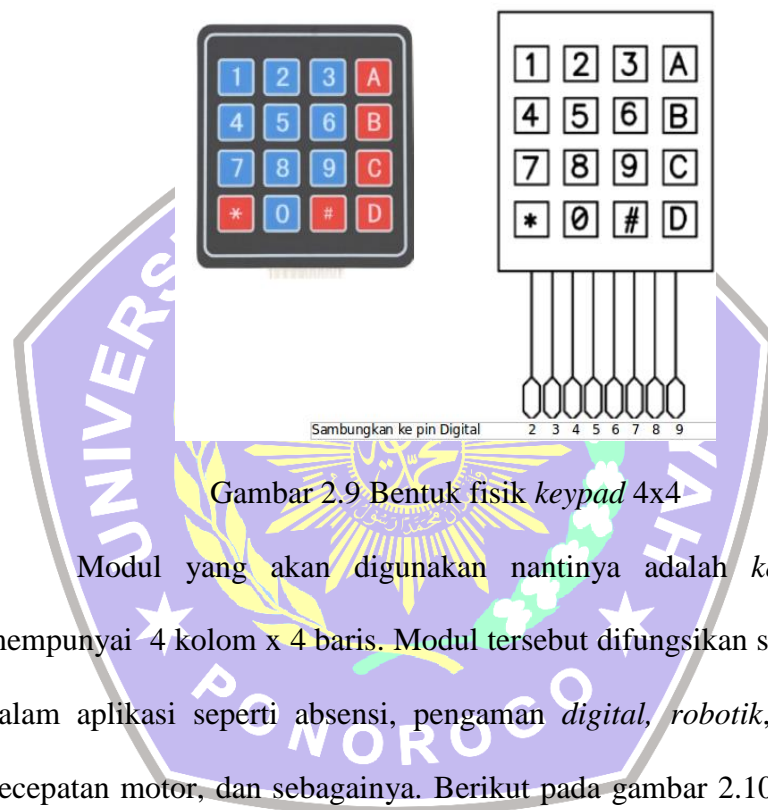 1 2 3 A
4 5 6 B
7 8 9 C
* 0 # D
1 2 3 A
4 5 6 B
7 8 9 C
* 0 # D
Sambungkan ke pin Digital 2 3 4 5 6 7 8 9
Gambar 2.9 Bentuk fisik keypad 4x4
Modul yang akan digunakan nantinya adalah
mempunyai 4 kolom x 4 baris. Modul tersebut difungsikan
alam aplikasi seperti absensi, pengaman digital, robotik,
ecepatan motor, dan sebagainya. Berikut pada gambar 2.10
UNIVERS
YAH
PONOROGO